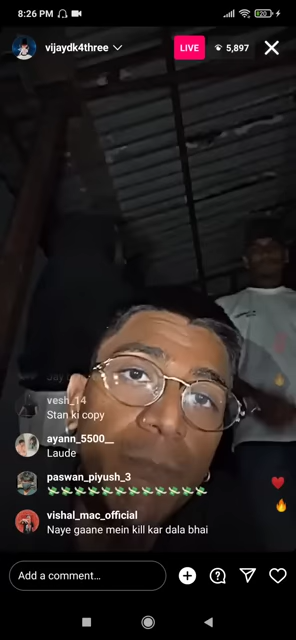 8:26 PM
20
vijaydk4three
LIVE
5,897
vesh_14
Stan ki copy
ayann_5500__
Laude
paswan_piyush_3
vishal_mac_official
Naye gaane mein kill kar dala bhai
Add a comment...